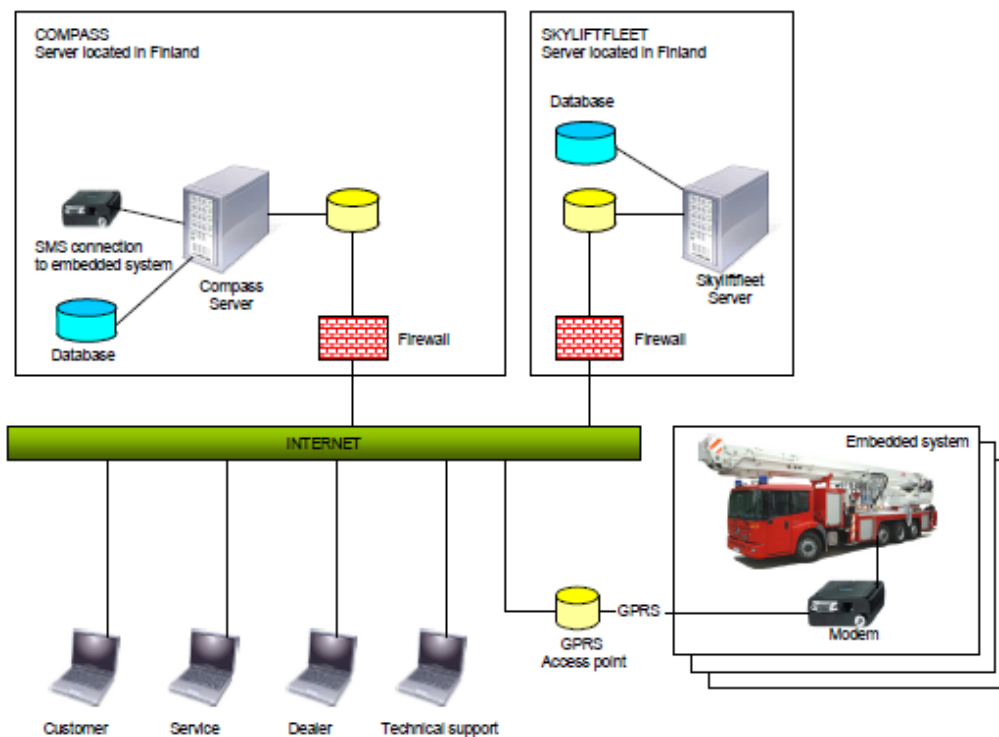 COMPASS
Server located in Finland
SKYLIFTFLEET
Server located in Finland
Database
SMS connection
to embedded system
Compass
Server
Skyliftfleet
Server
Database
Firewall
Firewall
INTERNET
Embedded system
GPRS
Modem
GPRS
Access point
Customer
Service
Dealer
Technical support